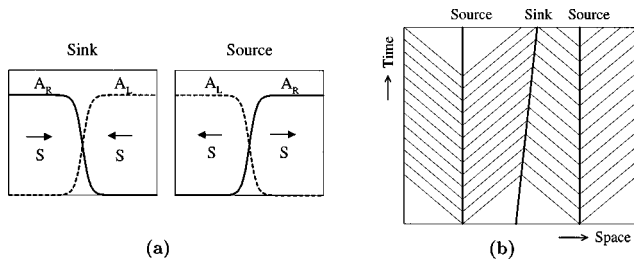 Sink
Source
A_R
A_L
A_L
A_R
S
S
S
S
(a)
Source
Sink
Source
Time
Space
(b)